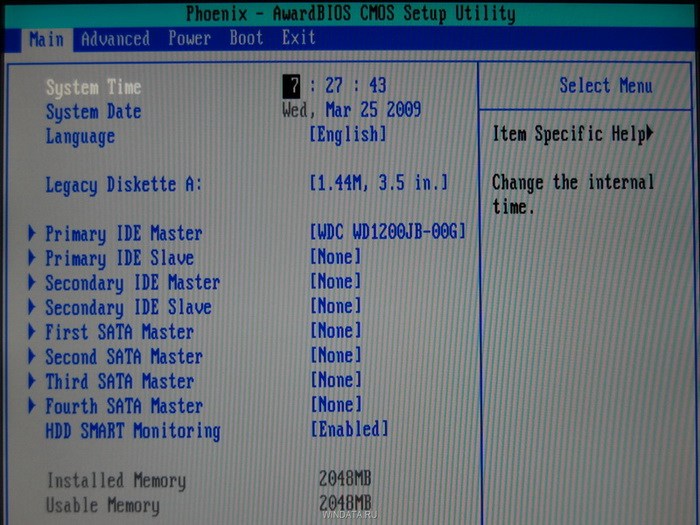 Phoenix - AwardBIOS CMOS Setup Utility
Main Advanced Power Boot Exit
System Time 7 : 27 : 43 Select Menu
System Date Wed, Mar 25 2009
Language [English] Item Specific Help
Legacy Diskette A: [1.44M, 3.5 in.] Change the internal
time.
Primary IDE Master [WDC WD1200JB-00G]
Primary IDE Slave [None]
Secondary IDE Master [None]
Secondary IDE Slave [None]
First SATA Master [None]
Second SATA Master [None]
Third SATA Master [None]
Fourth SATA Master [None]
HDD SMART Monitoring [Enabled]
Installed Memory 2048MB
Usable Memory 2048MB
WINDATA.RU